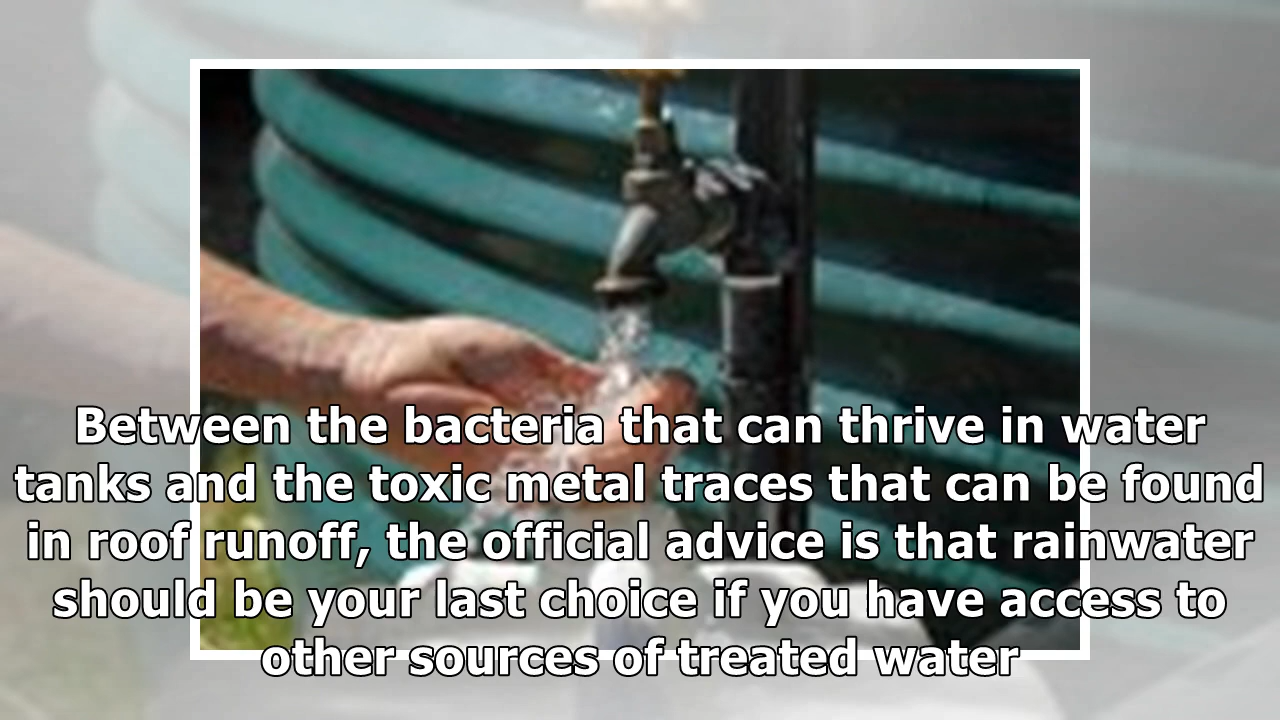 Between the bacteria that can thrive in water
tanks and the toxic metal traces that can be found
in roof runoff, the official advice is that rainwater
should be your last choice if you have access to
other sources of treated water